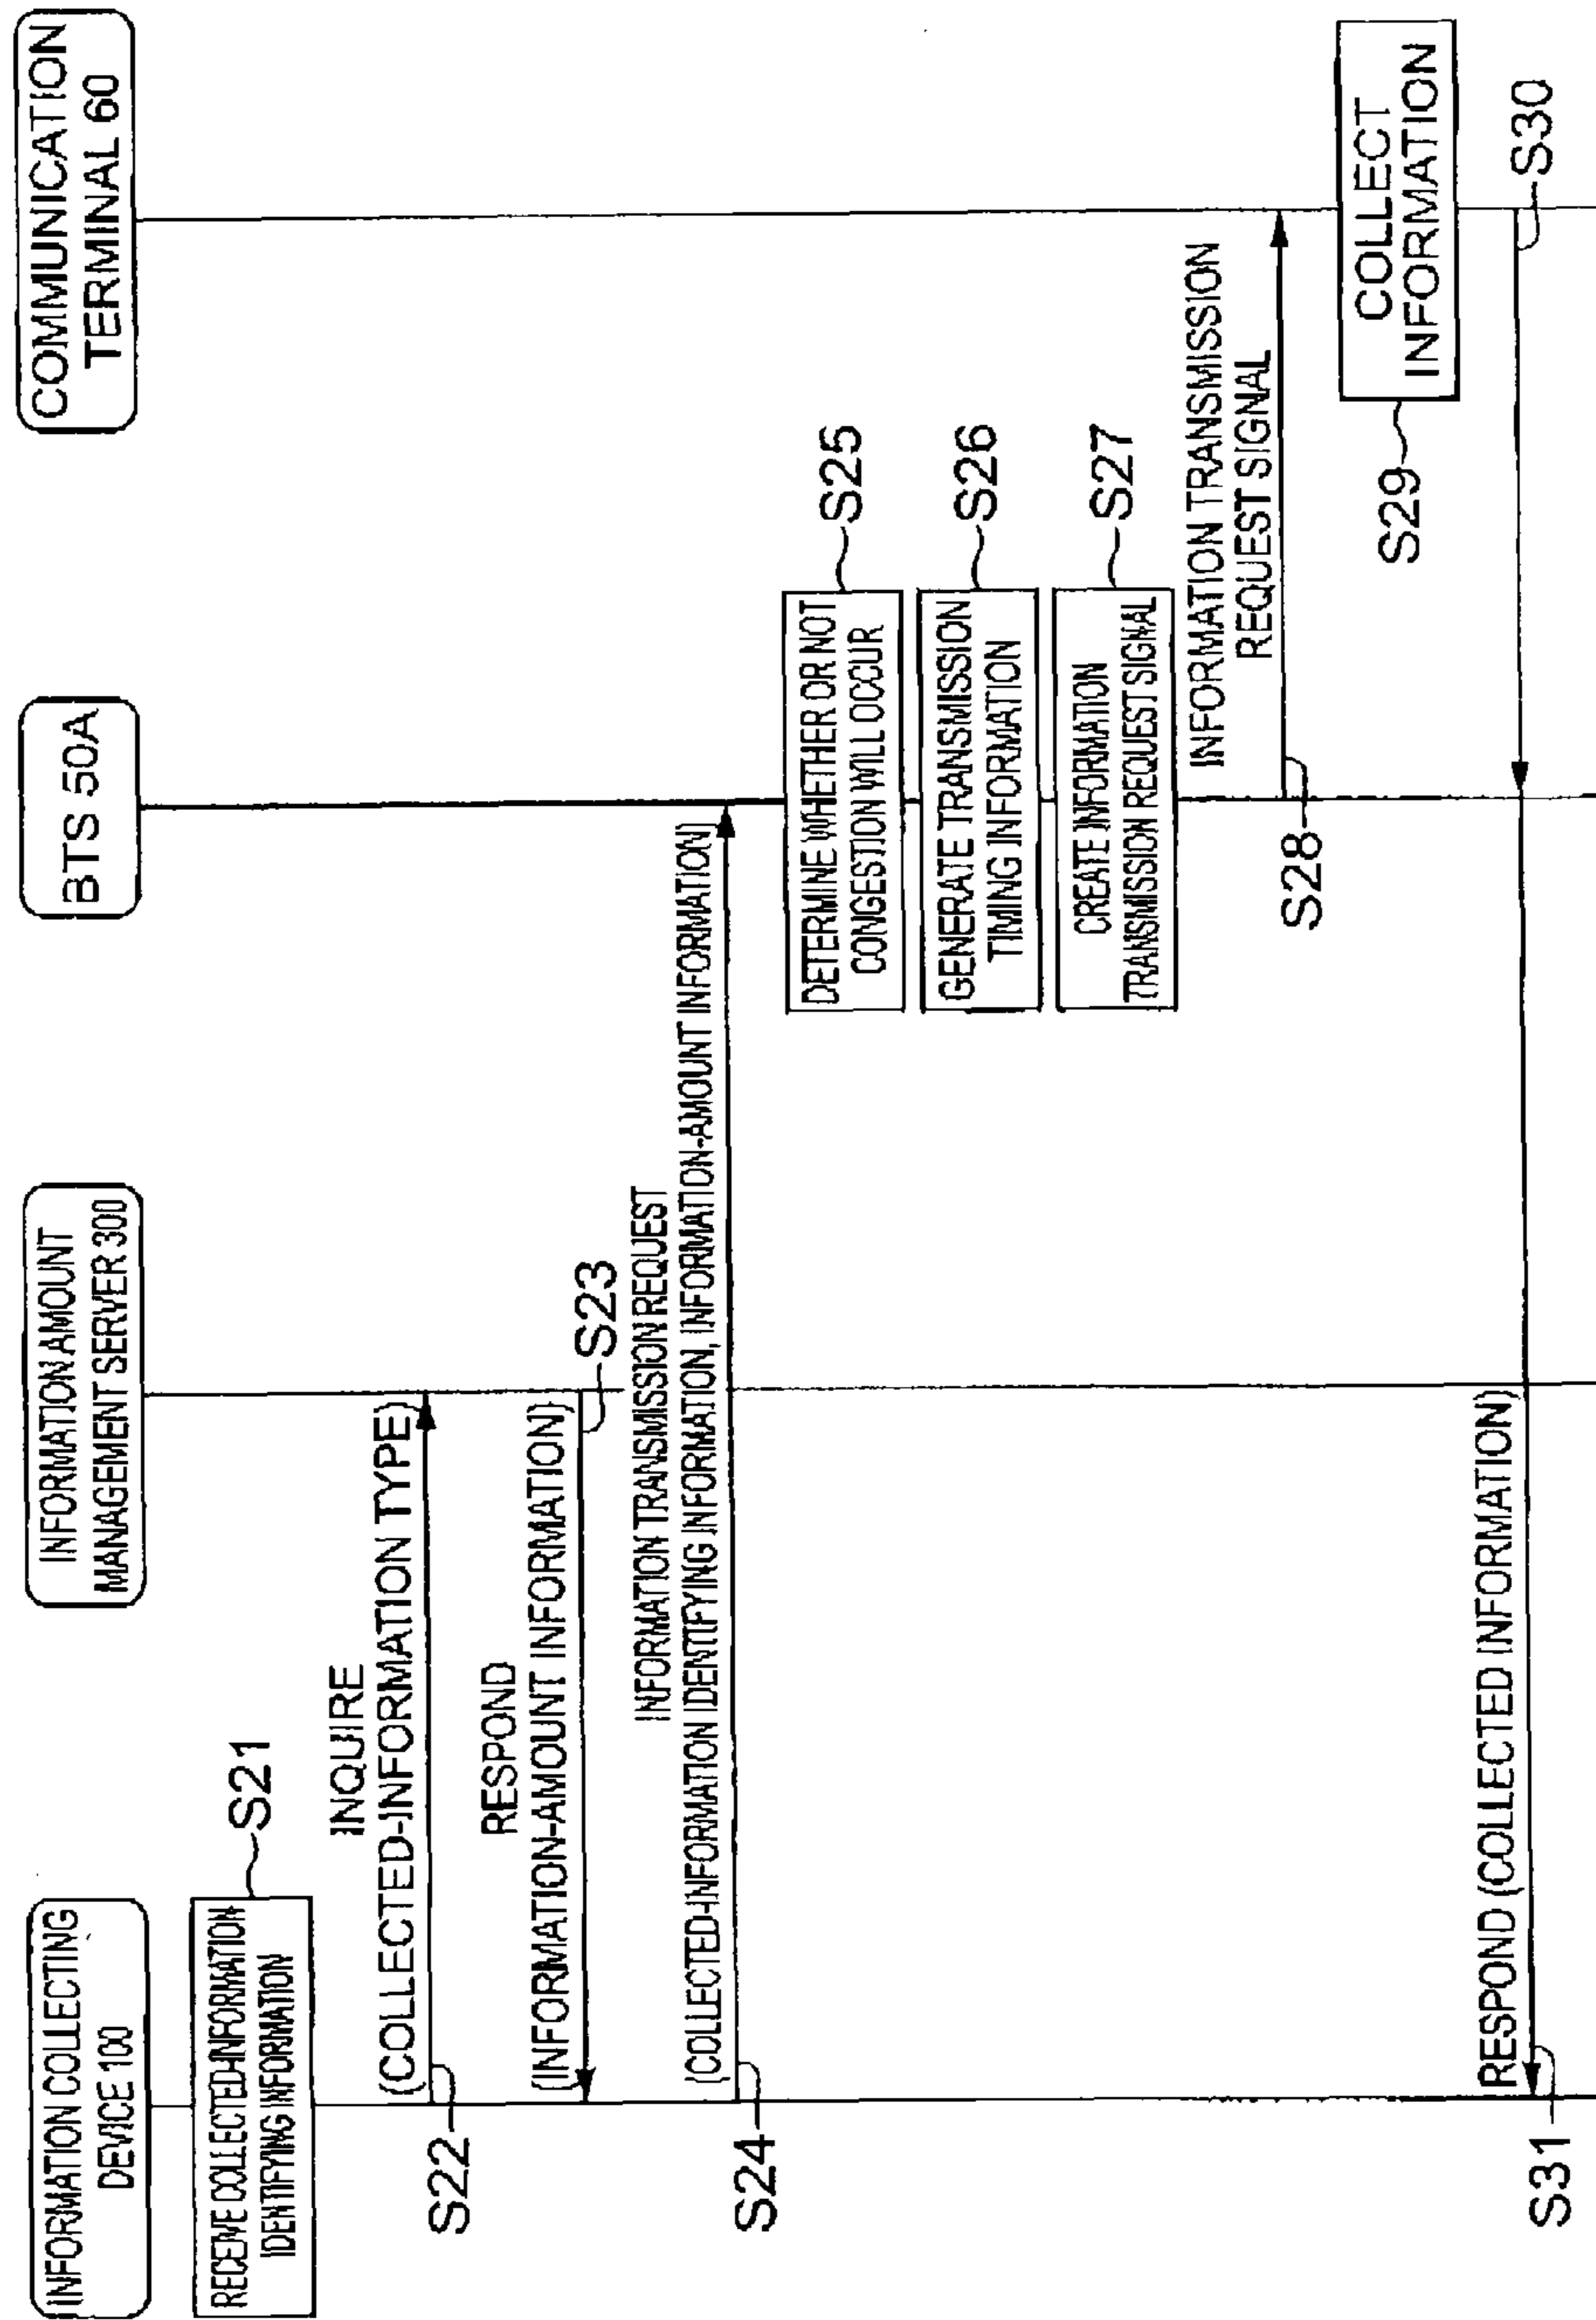 INFORMATION COLLECTING
DEVICE 100
INFORMATION AMOUNT
MANAGEMENT SERVER 300
BTS 50A
COMMUNICATION
TERMINAL 60
RECEIVE COLLECTED-INFORMATION
IDENTIFYING INFORMATION
S21
INQUIRE
(COLLECTED-INFORMATION TYPE)
S22
RESPOND
(INFORMATION-AMOUNT INFORMATION)
S23
INFORMATION TRANSMISSION REQUEST
(COLLECTED-INFORMATION IDENTIFYING INFORMATION, INFORMATION-AMOUNT INFORMATION)
S24
DETERMINE WHETHER OR NOT
CONGESTION WILL OCCUR
S25
GENERATE TRANSMISSION
TIMING INFORMATION
S26
CREATE INFORMATION
TRANSMISSION REQUEST SIGNAL
S27
INFORMATION TRANSMISSION
REQUEST SIGNAL
S28
COLLECT
INFORMATION
S29
S30
RESPOND (COLLECTED INFORMATION)
S31